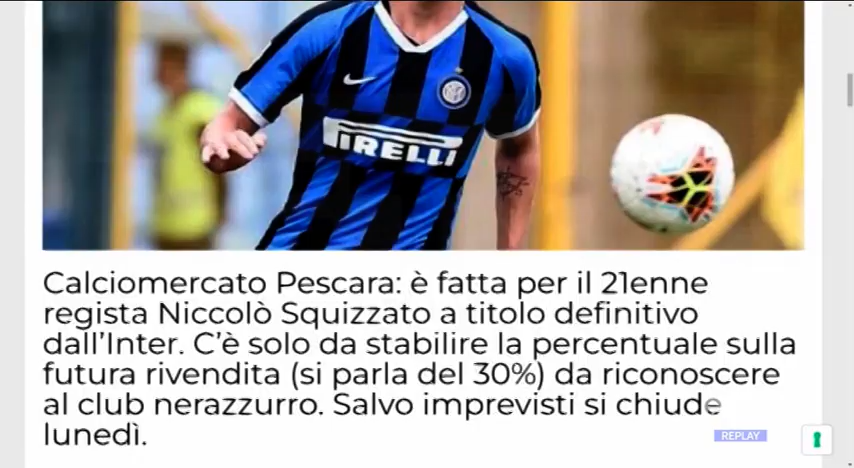 PIRELLI
Calciomercato Pescara: è fatta per il 21enne
regista Niccolò Squizzato a titolo definitivo
dall'Inter. C'è solo da stabilire la percentuale sulla
futura rivendita (si parla del 30%) da riconoscere
al club nerazzurro. Salvo imprevisti si chiude
lunedì.
REPLAY